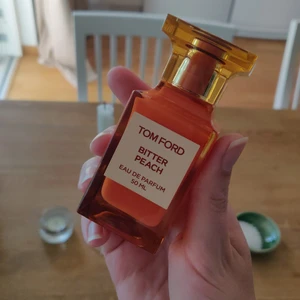 TOM FORD
BITTER
PEACH
EAU DE PARFUM
50 ML